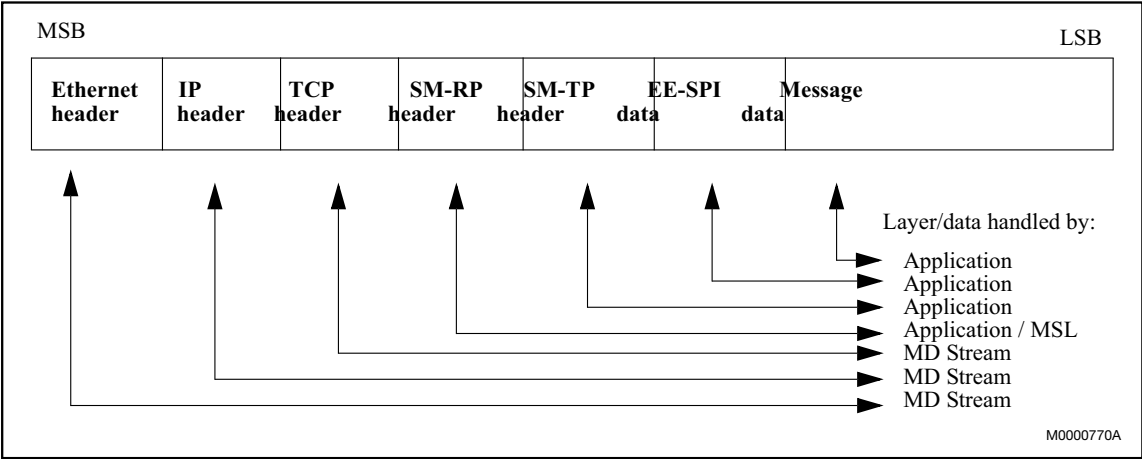 MSB
LSB
Ethernet IP TCP SM-RP SM-TP EE-SPI Message
header header header header header data data
Layer/data handled by:
Application
Application
Application
Application / MSL
MD Stream
MD Stream
MD Stream
M0000770A